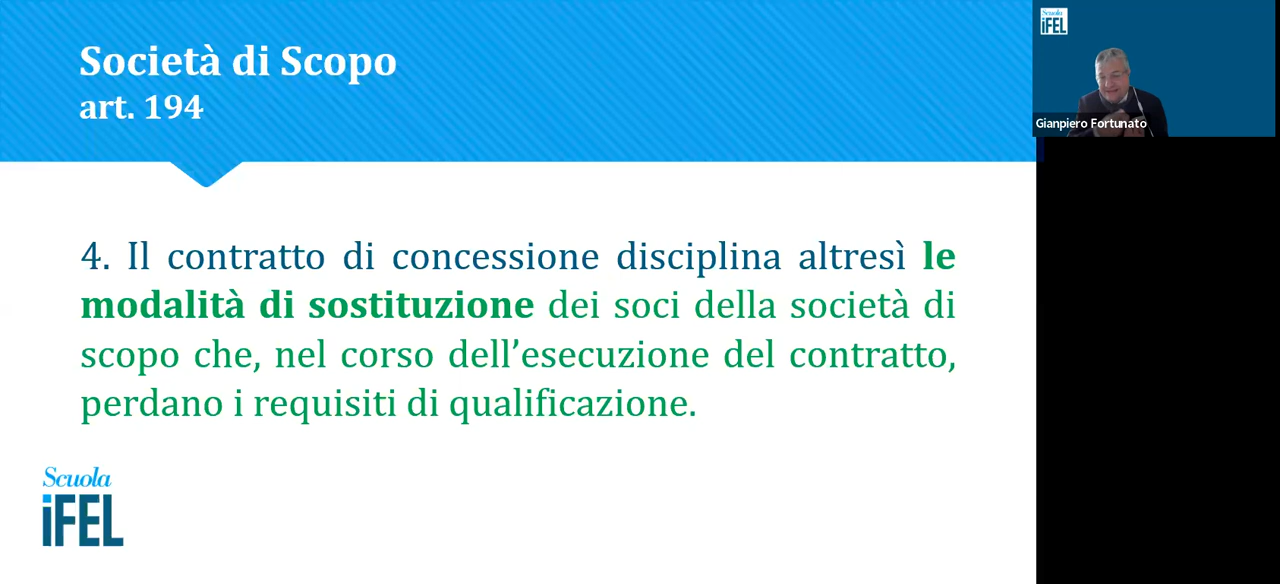 Società di Scopo
art. 194
4. Il contratto di concessione disciplina altresì le
modalità di sostituzione dei soci della società di
scopo che, nel corso dell’esecuzione del contratto,
perdano i requisiti di qualificazione.
Scuola
iFEL
Scuola
iFEL
Gianpiero Fortunato